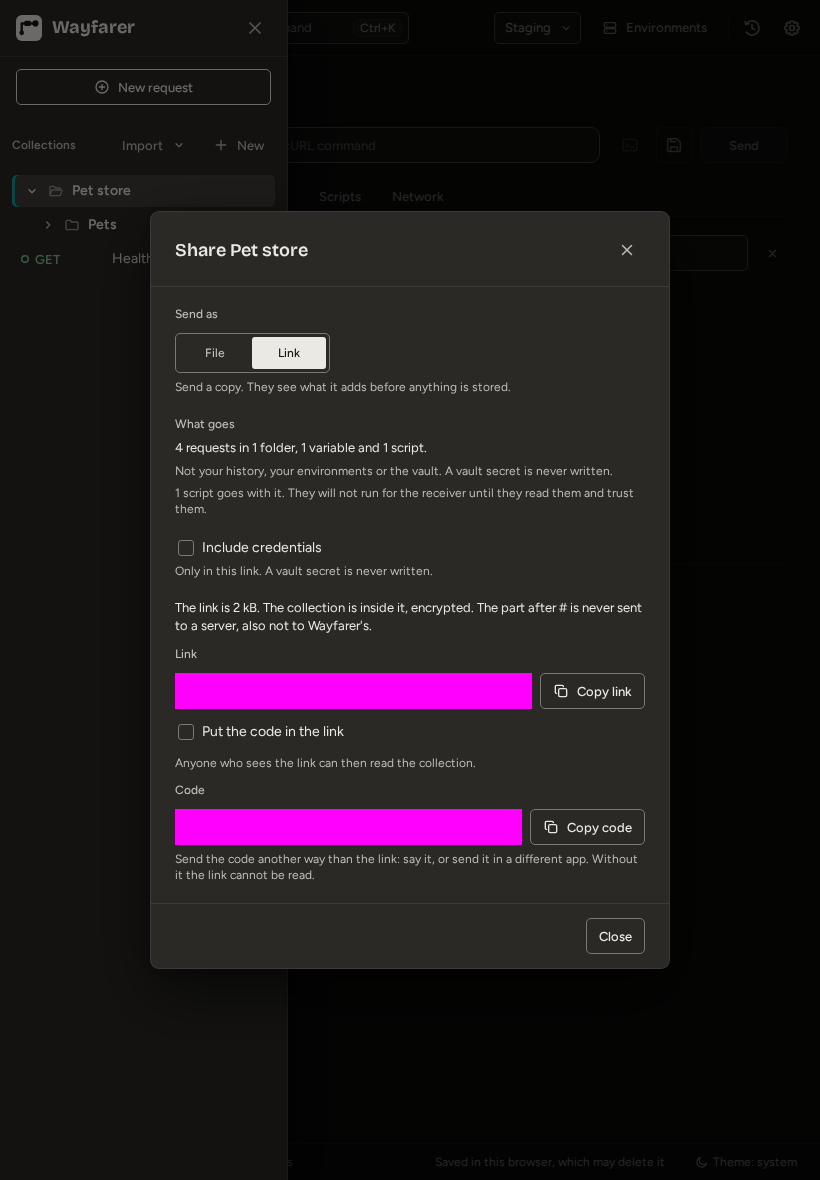 Wayfarer
Ctrl+K
Staging
Environments
New request
Collections
Import
New
cURL command
Send
Pet store
Scripts
Network
Pets
GET
Share Pet store
Send as
File
Link
Send a copy. They see what it adds before anything is stored.
What goes
4 requests in 1 folder, 1 variable and 1 script.
Not your history, your environments or the vault. A vault secret is never written.
1 script goes with it. They will not run for the receiver until they read them and trust
them.
Include credentials
Only in this link. A vault secret is never written.
The link is 2 kB. The collection is inside it, encrypted. The part after # is never sent
to a server, also not to Wayfarer's.
Link
Copy link
Put the code in the link
Anyone who sees the link can then read the collection.
Code
Copy code
Send the code another way than the link: say it, or send it in a different app. Without
it the link cannot be read.
Close
Saved in this browser, which may delete it
Theme: system